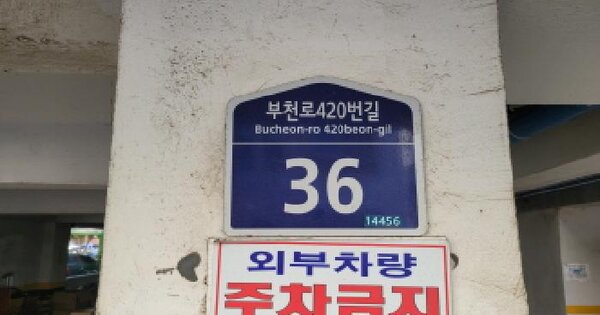 부천로420번길
Bucheon-ro 420beon-gil
36
14456
외부차량
주차금지